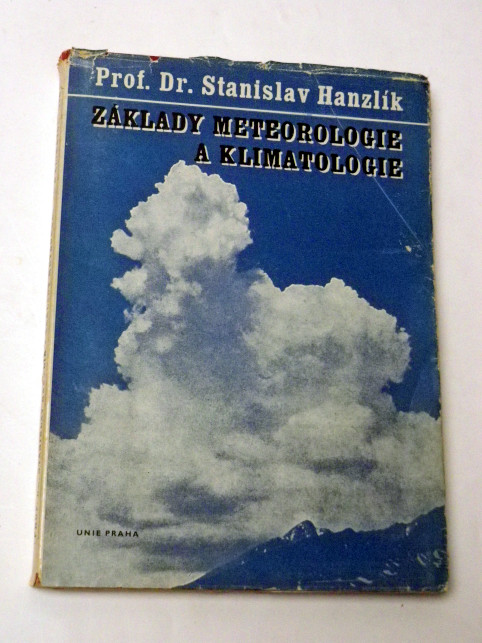 Prof. Dr. Stanislav Hanzlík
ZÁKLADY METEOROLOGIE
A KLIMATOLOGIE
UNIE PRAHA